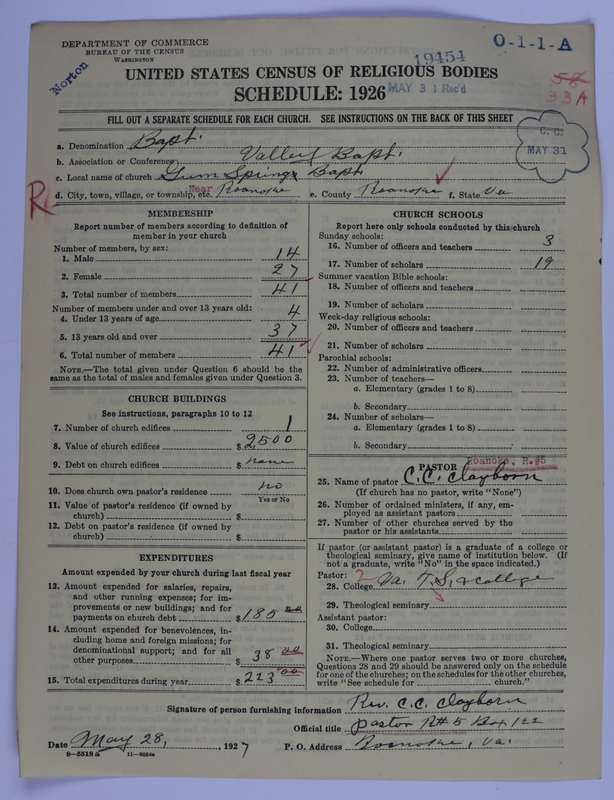 DEPARTMENT OF COMMERCE
BUREAU OF THE CENSUS
WASHINGTON
Norton
19454
O-1-1-A
UNITED STATES CENSUS OF RELIGIOUS BODIES
SCHEDULE: 1926
MAY 31 Rec'd
58
33 A
FILL OUT A SEPARATE SCHEDULE FOR EACH CHURCH. SEE INSTRUCTIONS ON THE BACK OF THIS SHEET
C. C.
MAY 31
a. Denomination Bapt.
b. Association or Conference Valley Bapt.
c. Local name of church Springs Bapt
d. City, town, village, or township, etc. Near Roanoke e. County Roanoke f. State Va
R
MEMBERSHIP
Report number of members according to definition of member in your church
Number of members, by sex:
1. Male 14
2. Female 27
3. Total number of members 41
Number of members under and over 13 years old:
4. Under 13 years of age 4
5. 13 years old and over 37
6. Total number of members 41
NOTE.—The total given under Question 6 should be
same as the total of males and females given under Question 3.
CHURCH BUILDINGS
See instructions, paragraphs 10 to 12
7. Number of church edifices 1
8. Value of church edifices $ 2,500
9. Debt on church edifices $ none
10. Does church own pastor's residence no
Yes or No
11. Value of pastor's residence (if owned by
church) $
12. Debt on pastor's residence (if owned by
church) $
EXPENDITURES
Amount expended by your church during last fiscal year
13. Amount expended for salaries, repairs,
and other running expenses; for im-
provements or new buildings; and for
payments on church debt $ 185 00
14. Amount expended for benevolences, in-
cluding home and foreign missions; for
denominational support; and for all
other purposes $ 38 00
15. Total expenditures during year $ 223 00
CHURCH SCHOOLS
Report here only schools conducted by this church
Sunday schools:
16. Number of officers and teachers 3
17. Number of scholars 19
Summer vacation Bible schools:
18. Number of officers and teachers
19. Number of scholars
Week-day religious schools:
20. Number of officers and teachers
21. Number of scholars
Parochial schools:
22. Number of administrative officers
23. Number of teachers—
a. Elementary (grades 1 to 8)
b. Secondary
24. Number of scholars—
a. Elementary (grades 1 to 8)
b. Secondary
PASTOR Roanoke, R.#5
25. Name of pastor C. C. Clayborn
(If church has no pastor, write "None")
26. Number of ordained ministers, if any, em-
ployed as assistant pastors
27. Number of other churches served by the
pastor or his assistants
If pastor (or assistant pastor) is a graduate of a college or
theological seminary, give name of institution below. (If
not a graduate, write "No" in the space indicated.)
Pastor:
28. College 2 Va. T. S. & College
29. Theological seminary
Assistant pastor:
30. College
31. Theological seminary
NOTE.—Where one pastor serves two or more churches,
Questions 28 and 29 should be answered only on the schedule
for one of the churches; on the schedules for the other churches,
write "See schedule for church."
Signature of person furnishing information Rev. C. C. Clayborn
Official title pastor R# 5 Box 122
Date May 28, 1927 P. O. Address Roanoke, Va.
8—5518a 11—9554a